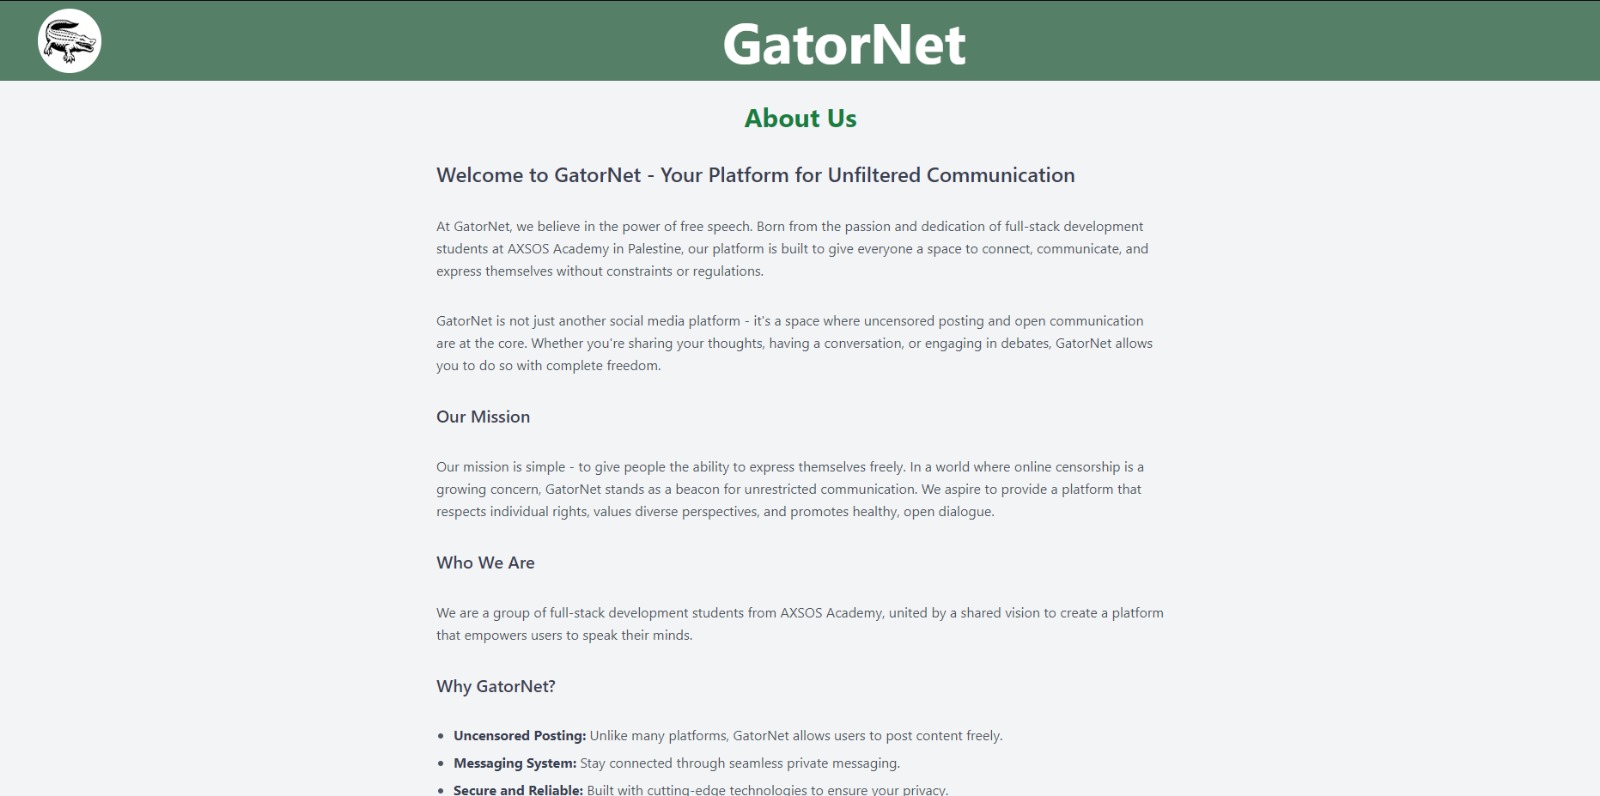 GatorNet
About Us
Welcome to GatorNet - Your Platform for Unfiltered Communication
At GatorNet, we believe in the power of free speech. Born from the passion and dedication of full-stack development
students at AXSOS Academy in Palestine, our platform is built to give everyone a space to connect, communicate, and
express themselves without constraints or regulations.
GatorNet is not just another social media platform - it's a space where uncensored posting and open communication
are at the core. Whether you're sharing your thoughts, having a conversation, or engaging in debates, GatorNet allows
you to do so with complete freedom.
Our Mission
Our mission is simple - to give people the ability to express themselves freely. In a world where online censorship is a
growing concern, GatorNet stands as a beacon for unrestricted communication. We aspire to provide a platform that
respects individual rights, values diverse perspectives, and promotes healthy, open dialogue.
Who We Are
We are a group of full-stack development students from AXSOS Academy, united by a shared vision to create a platform
that empowers users to speak their minds.
Why GatorNet?
• Uncensored Posting: Unlike many platforms, GatorNet allows users to post content freely.
• Messaging System: Stay connected through seamless private messaging.
• Secure and Reliable: Built with cutting-edge technologies to ensure your privacy.